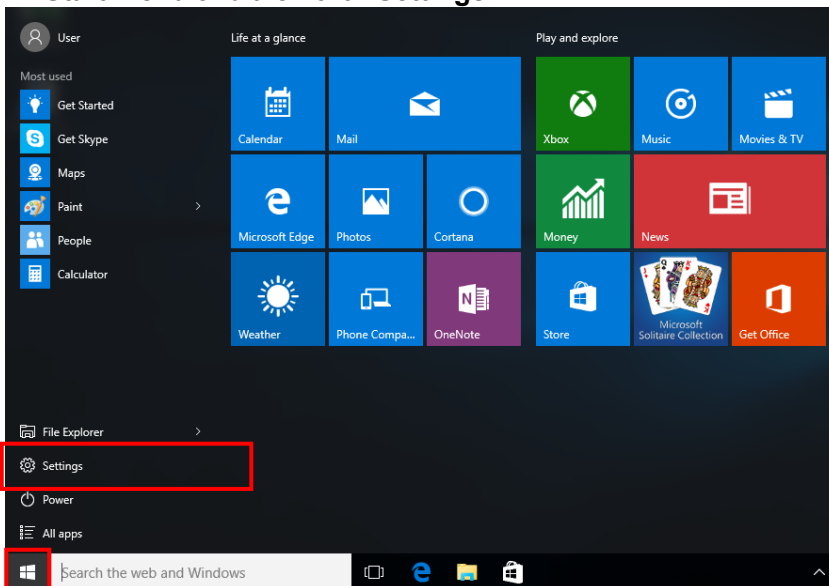 User
Life at a glance
Play and explore
Most used
Get Started
Get Skype
Maps
Paint
People
Calculator
Calendar
Mail
Xbox
Music
Movies & TV
Microsoft Edge
Photos
Cortana
Money
News
Weather
Phone Compa...
OneNote
Store
Microsoft
Solitaire Collection
Get Office
File Explorer
Settings
Power
All apps
Search the web and Windows